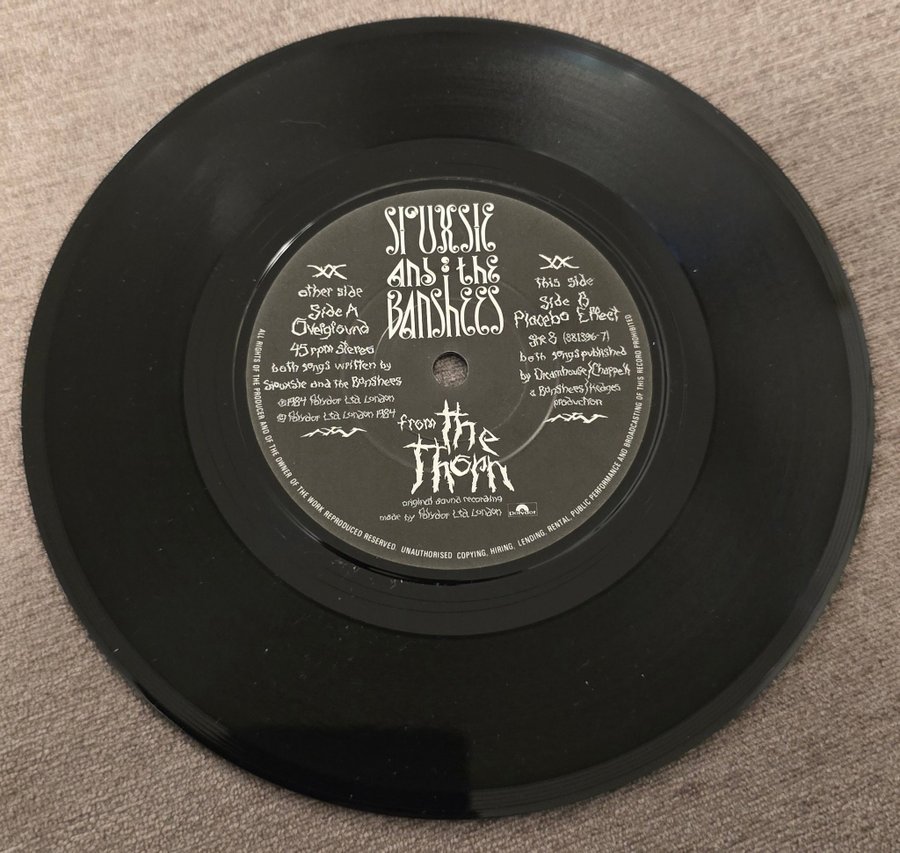 SIOUXSIE
And the
BANSHEES
other side
Side A
Overground
45 rpm stereo
both songs written by
Siouxsie and the Banshees
℗1984 Polydor Ltd. London
© Polydor Ltd. London 1984
this side
Side B
Placebo Effect
SHE 8 (881396-7)
both songs published
by Dreamhouse/Chappell
a Banshees/Hedges
production
from the
Thorn
original sound recording
made by Polydor Ltd. London
Polydor
ALL RIGHTS OF THE PRODUCER AND OF THE OWNER OF THE WORK REPRODUCED RESERVED. UNAUTHORISED COPYING, HIRING, LENDING, RENTAL, PUBLIC PERFORMANCE AND BROADCASTING OF THIS RECORD PROHIBITED